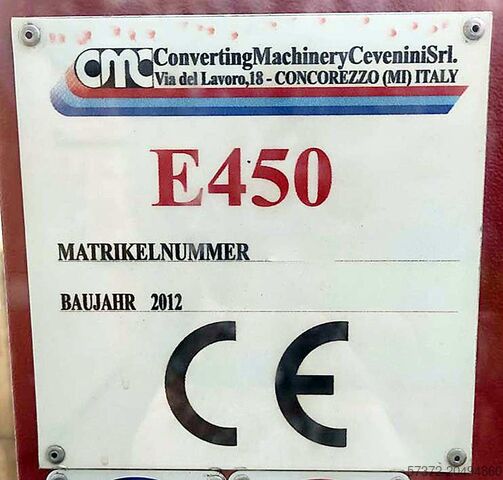 CMC ConvertingMachineryCeveniniSrl.
Via del Lavoro,18 - CONCOREZZO (MI) ITALY
E450
MATRIKELNUMMER
BAUJAHR 2012
CE